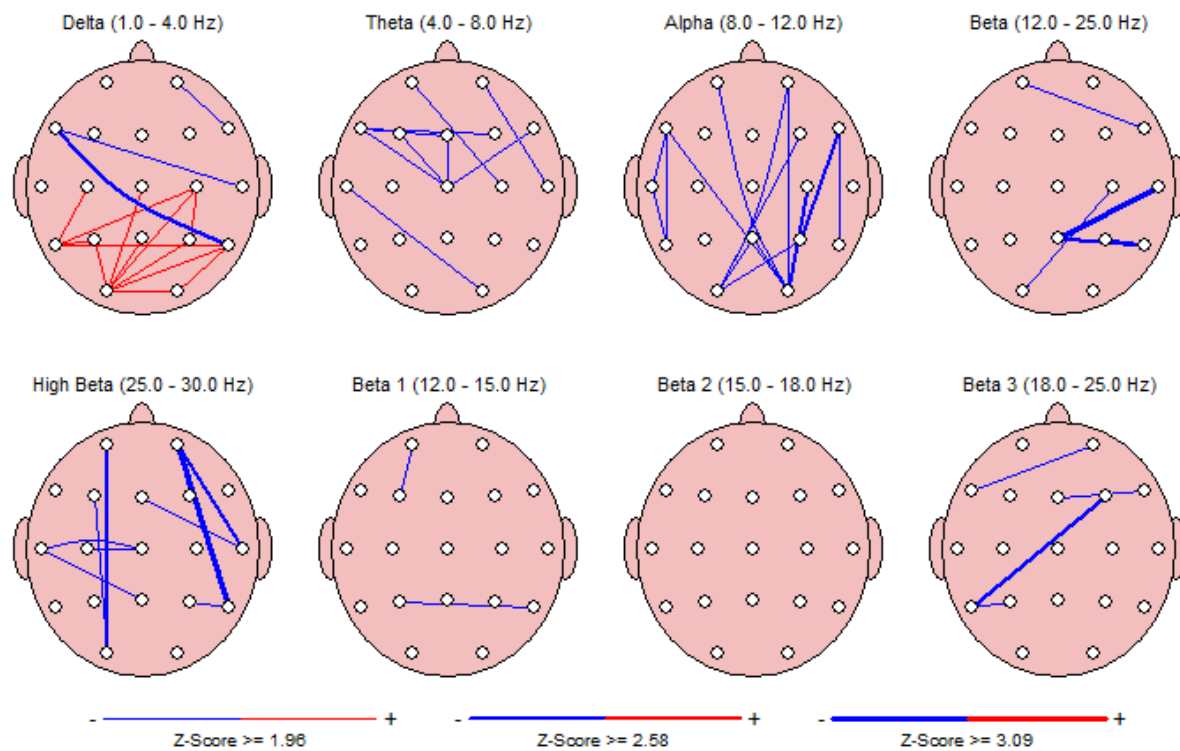 Delta (1.0 - 4.0 Hz) Theta (4.0 - 8.0 Hz) Alpha (8.0 - 12.0 Hz) Beta (12.0 - 25.0 Hz)
High Beta (25.0 - 30.0 Hz) Beta 1 (12.0 - 15.0 Hz) Beta 2 (15.0 - 18.0 Hz) Beta 3 (18.0 - 25.0 Hz)
- + - + - +
Z-Score >= 1.96 Z-Score >= 2.58 Z-Score >= 3.09